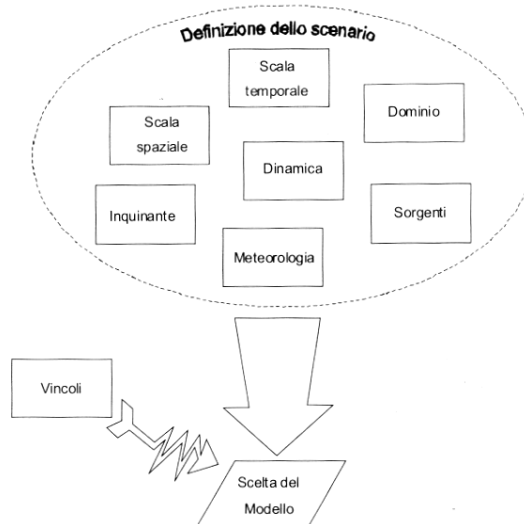 Definizione dello scenario
Scala
temporale
Dominio
Scala
spaziale
Dinamica
Inquinante
Sorgenti
Meteorologia
Vincoli
Scelta del
Modello